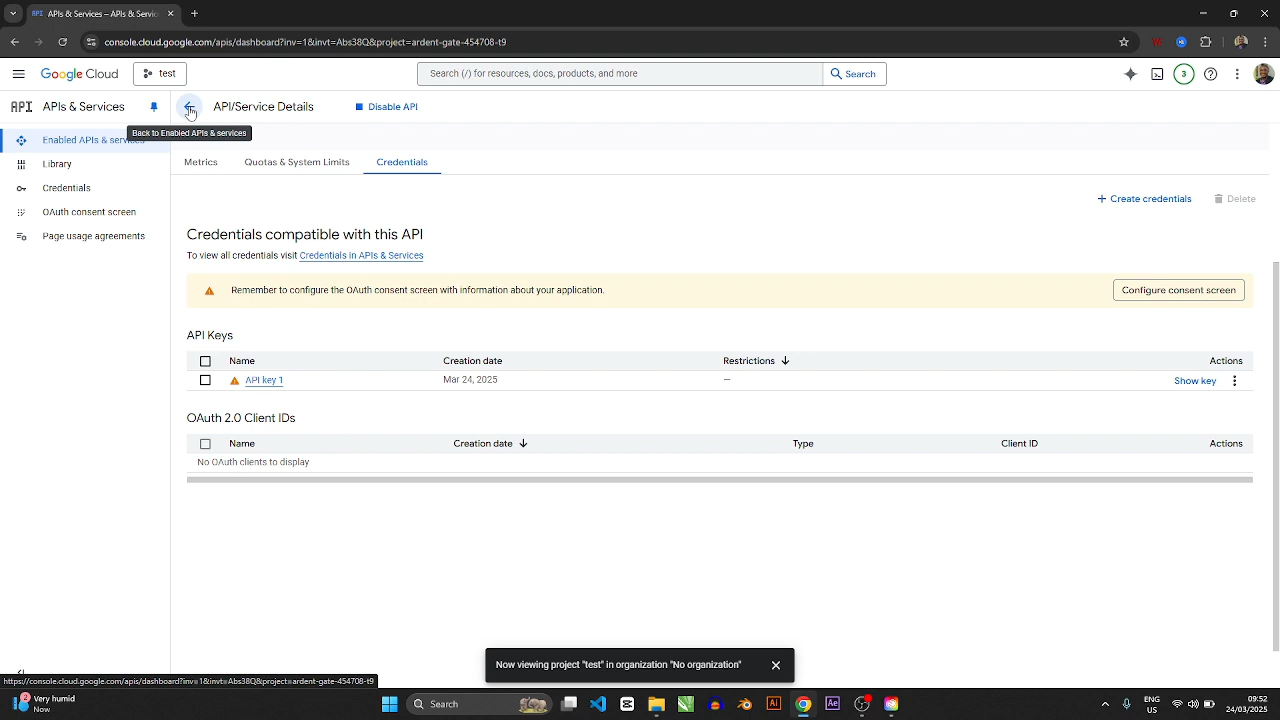 API APIs & Services – APIs & Servic
console.cloud.google.com/apis/dashboard?inv=1&invt=Abs38Q&project=ardent-gate-454708-t9
Google Cloud
test
Search (/) for resources, docs, products, and more
Search
3
API APIs & Services
API/Service Details
Disable API
Back to Enabled APIs & services
Enabled APIs & services
Library
Credentials
OAuth consent screen
Page usage agreements
Metrics
Quotas & System Limits
Credentials
Create credentials
Delete
Credentials compatible with this API
To view all credentials visit Credentials in APIs & Services
Remember to configure the OAuth consent screen with information about your application.
Configure consent screen
API Keys
Name
Creation date
Restrictions
Actions
API key 1
Mar 24, 2025
–
Show key
OAuth 2.0 Client IDs
Name
Creation date
Type
Client ID
Actions
No OAuth clients to display
Now viewing project "test" in organization "No organization"
https://console.cloud.google.com/apis/dashboard?inv=1&invt=Abs38Q&project=ardent-gate-454708-t9
2
Very humid
Now
Search
Ai
Ae
ENG
US
09:52
24/03/2025